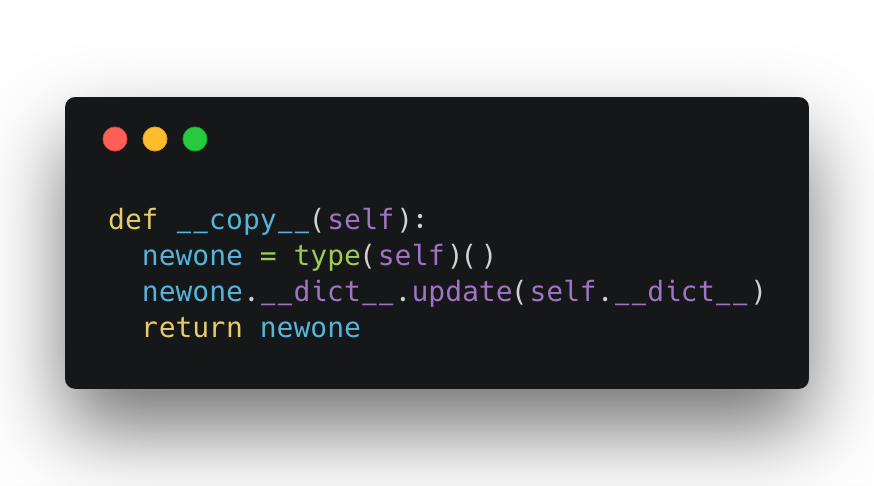 def __copy__(self):
  newone = type(self)()
  newone.__dict__.update(self.__dict__)
  return newone